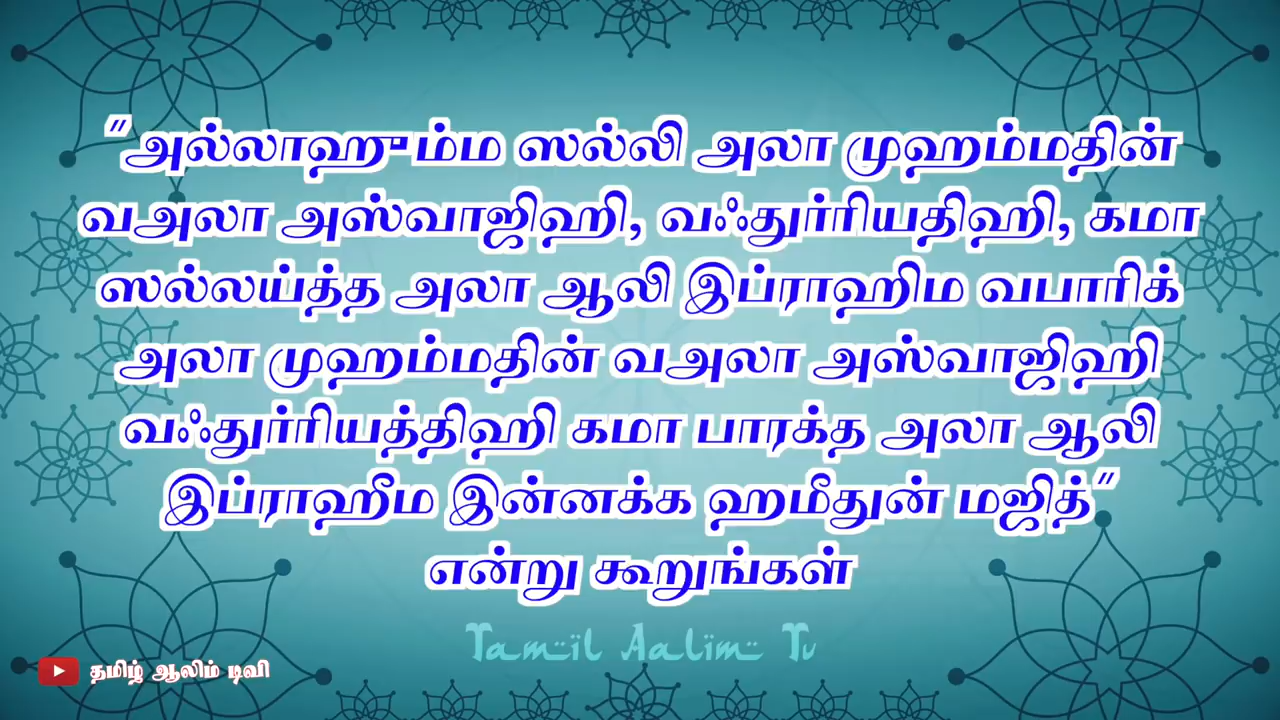 "அல்லாஹும்ம ஸல்லி அலா முஹம்மதின்
வஅலா அஸ்வாஜிஹி, வஃதுர்ரியதிஹி, கமா
ஸல்லய்த்த அலா ஆலி இப்ராஹிம வபாரிக்
அலா முஹம்மதின் வஅலா அஸ்வாஜிஹி
வஃதுர்ரியத்திஹி கமா பாரக்த அலா ஆலி
இப்ராஹீம இன்னக்க ஹமீதுன் மஜித்"
என்று கூறுங்கள்
Tamil Aalim Tv
தமிழ் ஆலிம் டிவி